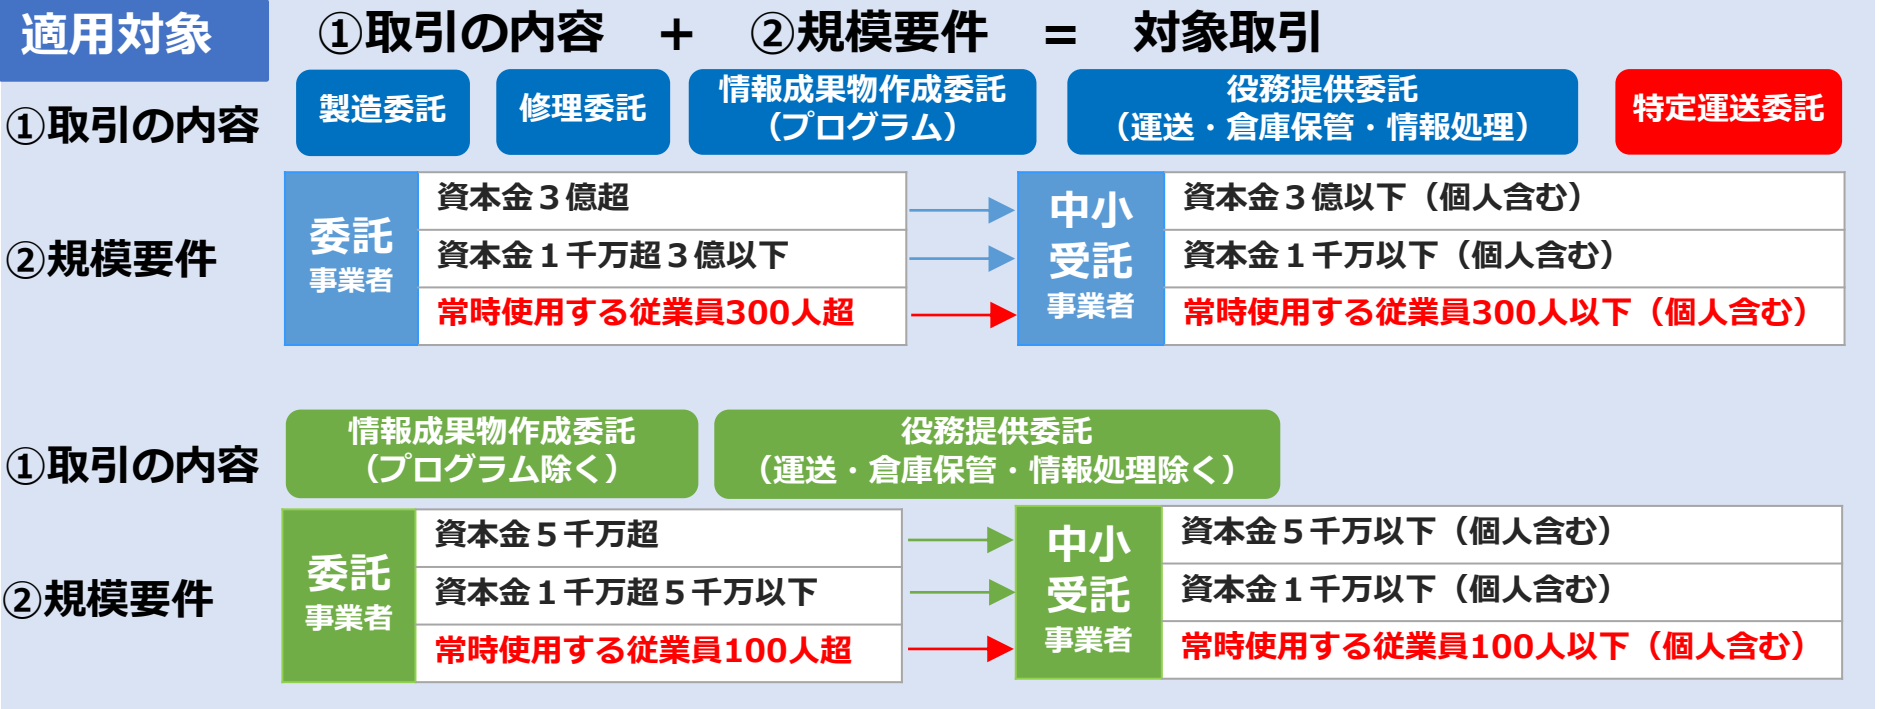 適用対象
①取引の内容 + ②規模要件 = 対象取引
①取引の内容
製造委託
修理委託
情報成果物作成委託
(プログラム)
役務提供委託
(運送・倉庫保管・情報処理)
特定運送委託
②規模要件
委託
事業者
資本金3億超
資本金1千万超3億以下
常時使用する従業員300人超
中小
受託
事業者
資本金3億以下(個人含む)
資本金1千万以下(個人含む)
常時使用する従業員300人以下(個人含む)
①取引の内容
情報成果物作成委託
(プログラム除く)
役務提供委託
(運送・倉庫保管・情報処理除く)
②規模要件
委託
事業者
資本金5千万超
資本金1千万超5千万以下
常時使用する従業員100人超
中小
受託
事業者
資本金5千万以下(個人含む)
資本金1千万以下(個人含む)
常時使用する従業員100人以下(個人含む)